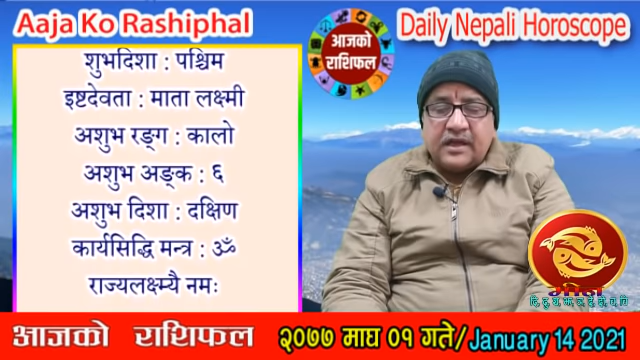 Aaja Ko Rashiphal
Daily Nepali Horoscope
आजको
राशिफल
शुभदिशा : पश्चिम
इष्टदेवता : माता लक्ष्मी
अशुभ रङ्ग : कालो
अशुभ अङ्क : ६
अशुभ दिशा : दक्षिण
कार्यसिद्धि मन्त्र : ॐ
राज्यलक्ष्म्यै नमः
मीन
आजको राशिफल २०७७ माघ ०१ गते/January 14 2021